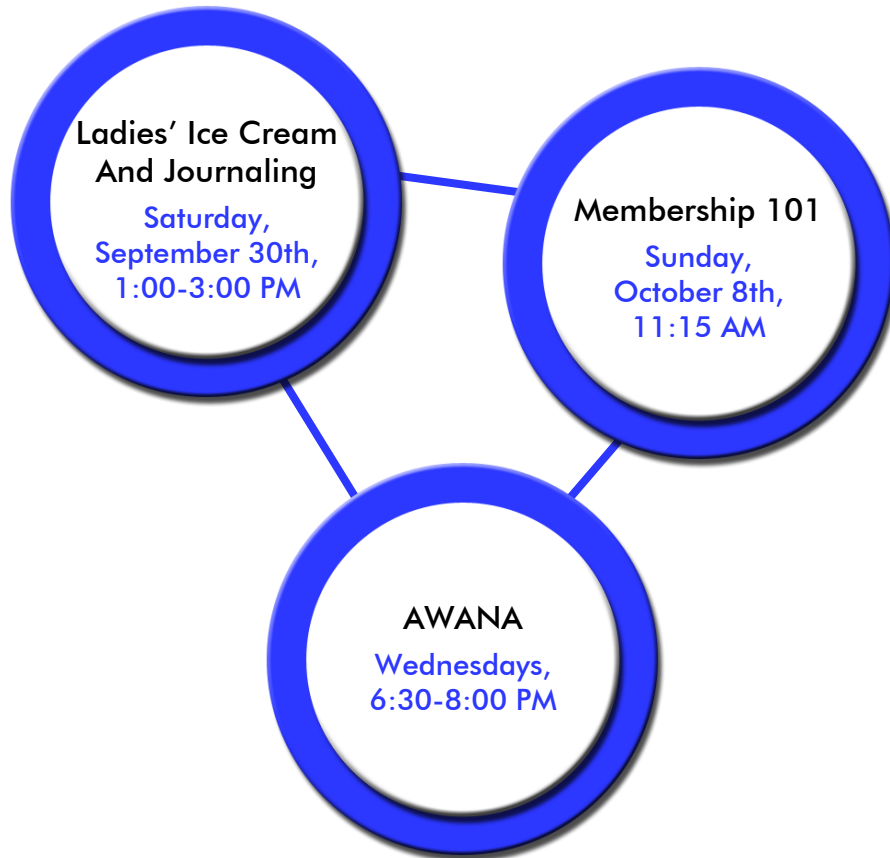 Ladies’ Ice Cream
And Journaling
Saturday,
September 30th,
1:00-3:00 PM
Membership 101
Sunday,
October 8th,
11:15 AM
AWANA
Wednesdays,
6:30-8:00 PM